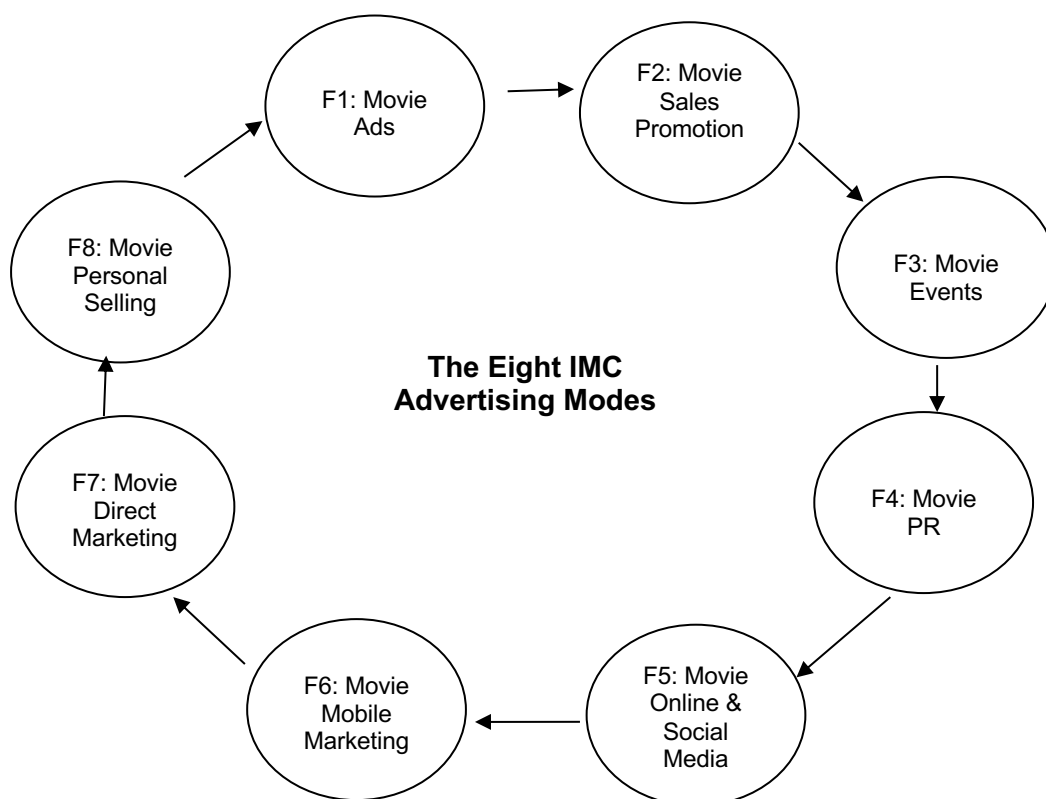 F1: Movie
Ads
F2: Movie
Sales
Promotion
F3: Movie
Events
F4: Movie
PR
F5: Movie
Online &
Social
Media
F6: Movie
Mobile
Marketing
F7: Movie
Direct
Marketing
F8: Movie
Personal
Selling
The Eight IMC
Advertising Modes